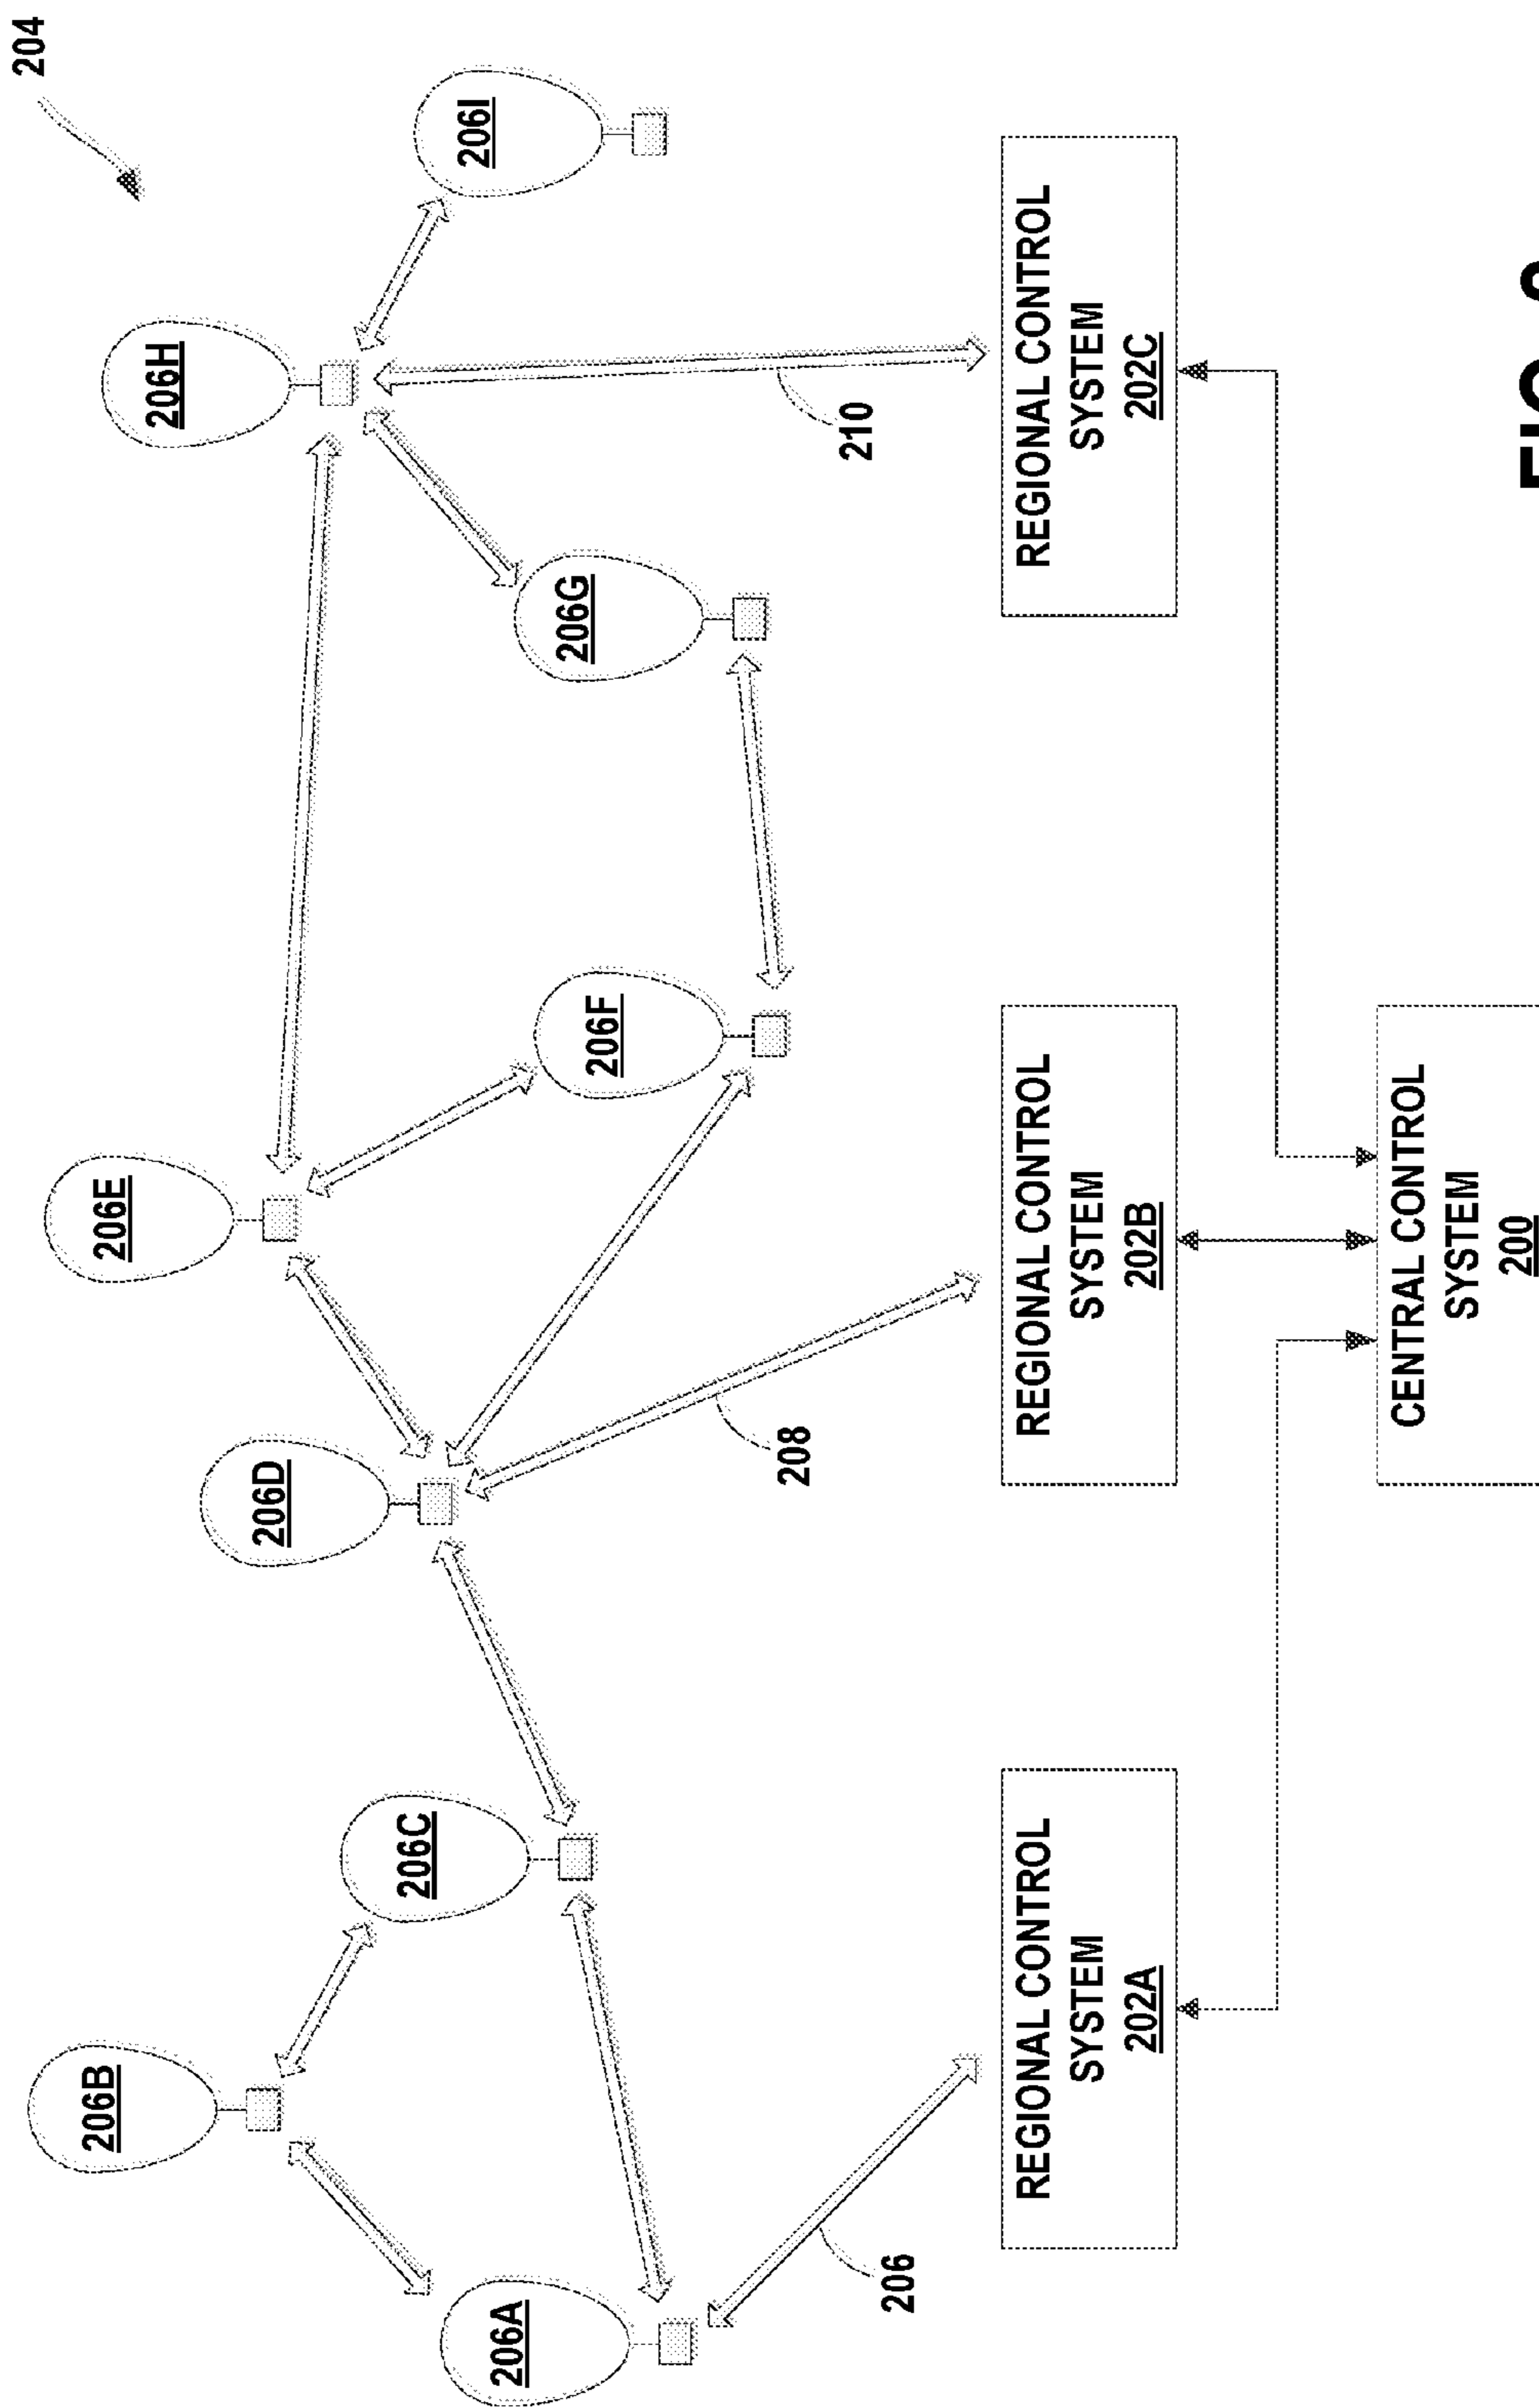 204
206B
206E
206H
206D
206C
206I
206A
206F
206G
206
208
210
REGIONAL CONTROL
SYSTEM
202A
REGIONAL CONTROL
SYSTEM
202B
REGIONAL CONTROL
SYSTEM
202C
CENTRAL CONTROL
SYSTEM
200